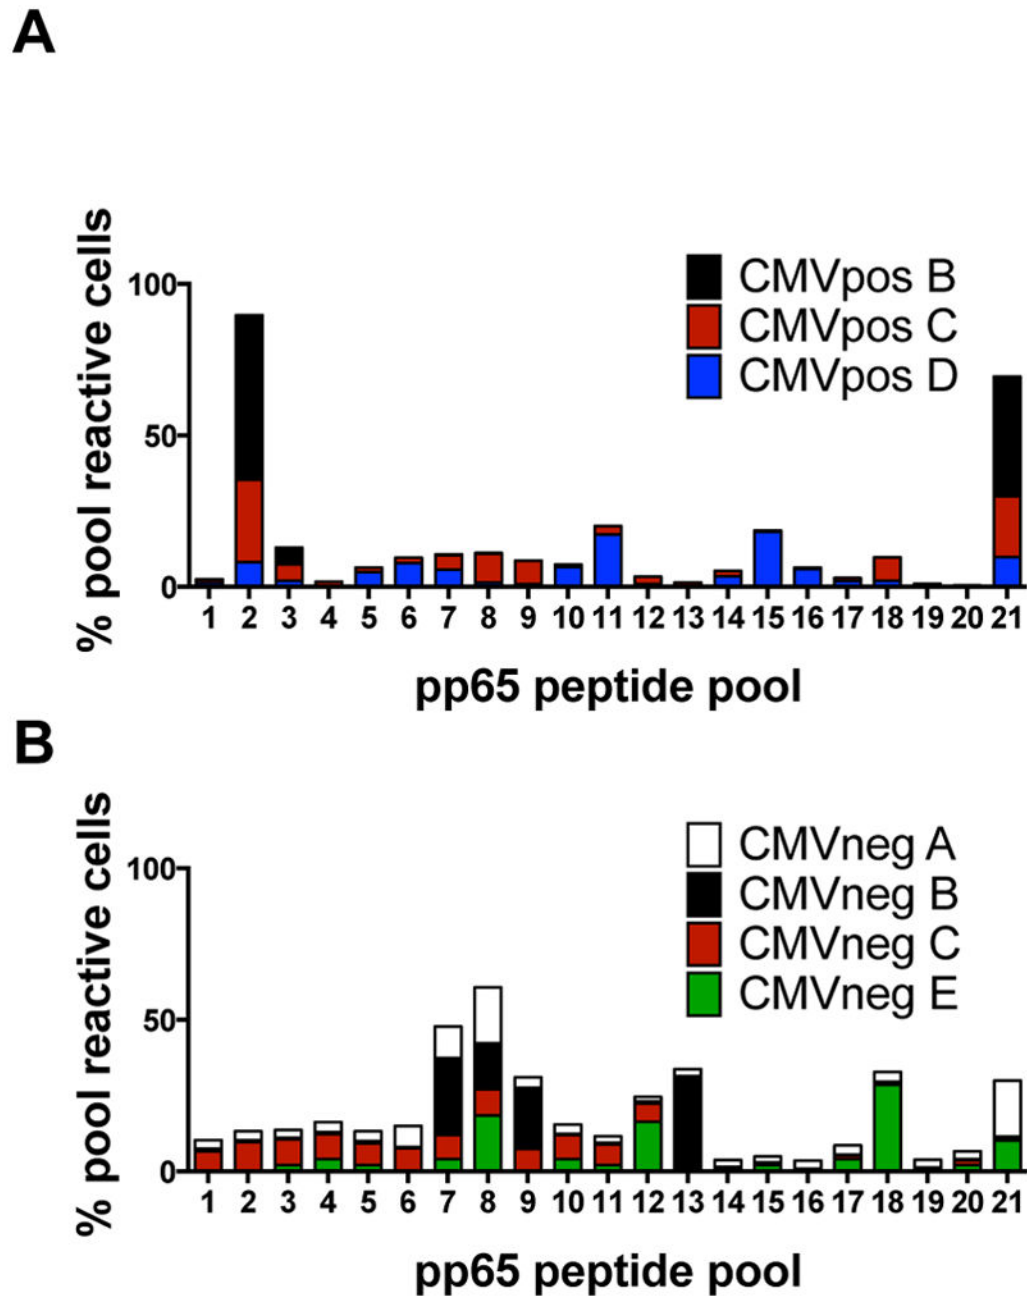 A
% pool reactive cells
100
50
0
CMVpos B
CMVpos C
CMVpos D
1 2 3 4 5 6 7 8 9 10 11 12 13 14 15 16 17 18 19 20 21
pp65 peptide pool
B
% pool reactive cells
100
50
0
CMVneg A
CMVneg B
CMVneg C
CMVneg E
1 2 3 4 5 6 7 8 9 10 11 12 13 14 15 16 17 18 19 20 21
pp65 peptide pool